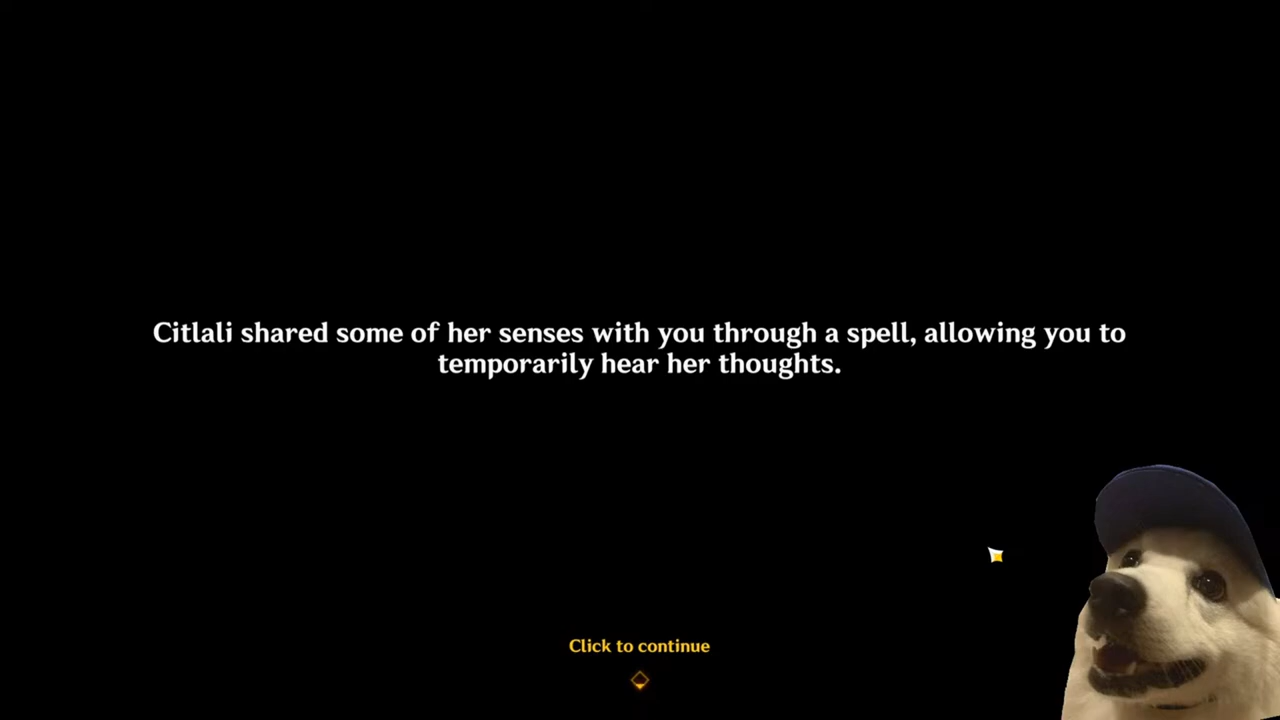 Citlali shared some of her senses with you through a spell, allowing you to
temporarily hear her thoughts.
Click to continue